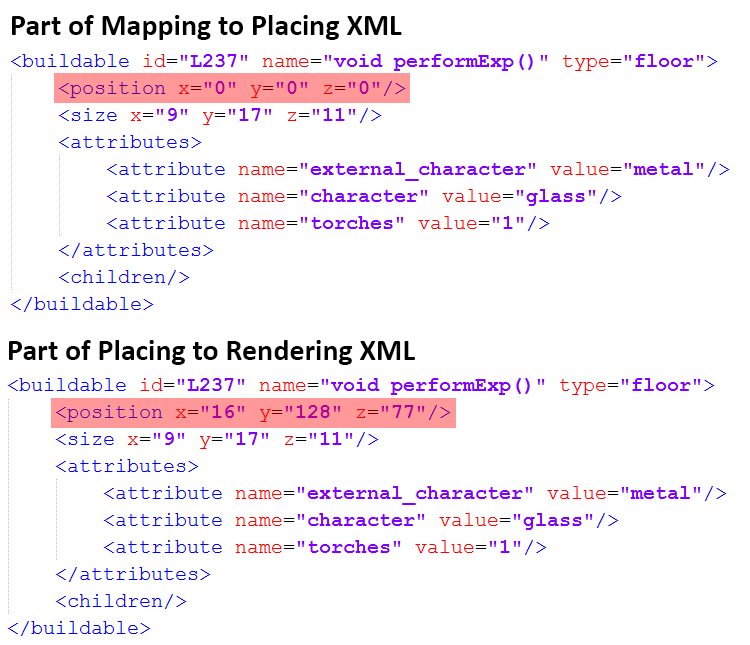 Part of Mapping to Placing XML
<buildable id="L237" name="void performExp()" type="floor">
<position x="0" y="0" z="0"/>
<size x="9" y="17" z="11"/>
<attributes>
<attribute name="external_character" value="metal"/>
<attribute name="character" value="glass"/>
<attribute name="torches" value="1"/>
</attributes>
<children/>
</buildable>
Part of Placing to Rendering XML
<buildable id="L237" name="void performExp()" type="floor">
<position x="16" y="128" z="77"/>
<size x="9" y="17" z="11"/>
<attributes>
<attribute name="external_character" value="metal"/>
<attribute name="character" value="glass"/>
<attribute name="torches" value="1"/>
</attributes>
<children/>
</buildable>